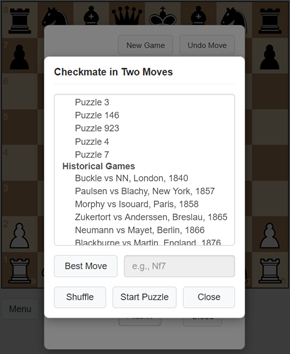 New Game Undo Move
Checkmate in Two Moves
Puzzle 3
Puzzle 146
Puzzle 923
Puzzle 4
Puzzle 7
Historical Games
Buckle vs NN, London, 1840
Paulsen vs Blachy, New York, 1857
Morphy vs Isouard, Paris, 1858
Zukertort vs Anderssen, Breslau, 1865
Neumann vs Mayet, Berlin, 1866
Blackburne vs Martin, England, 1876
Best Move e.g., Nf7
Shuffle Start Puzzle Close
Menu